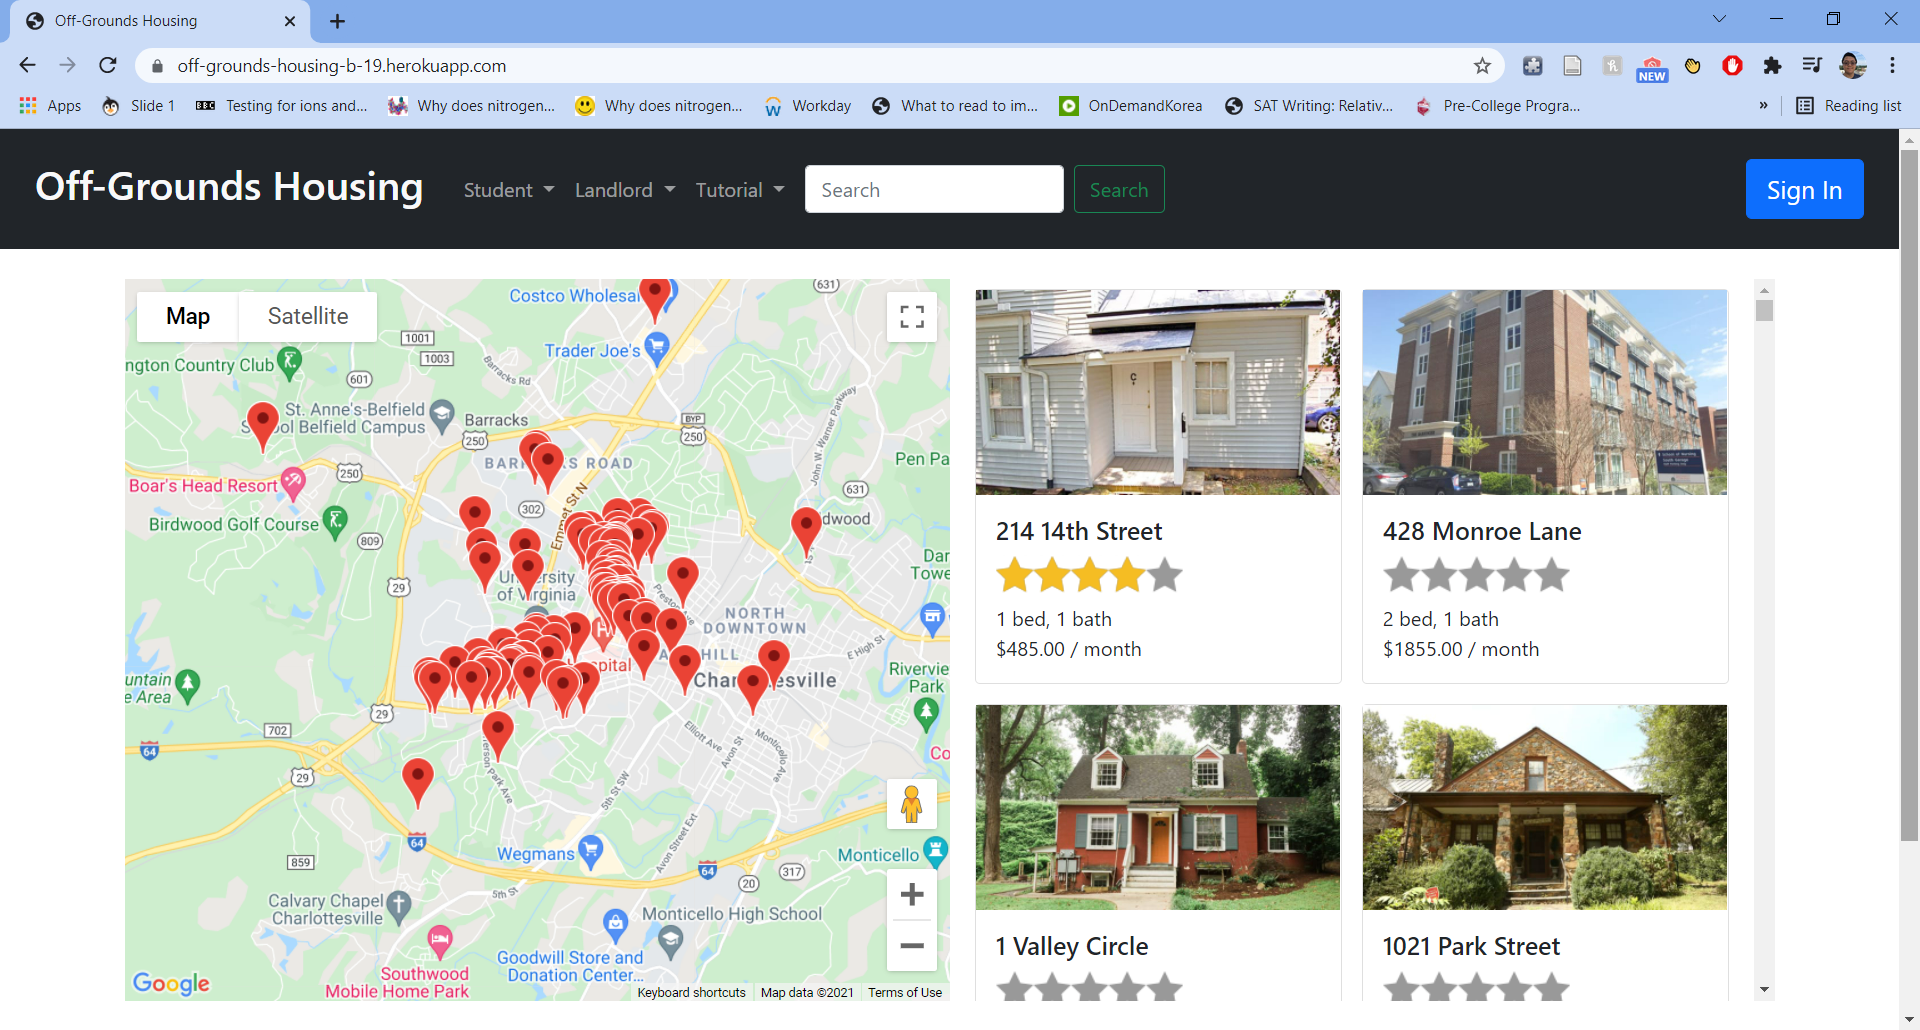 Off-Grounds Housing
off-grounds-housing-b-19.herokuapp.com
NEW
Apps
Slide 1
BBC
Testing for ions and...
Why does nitrogen...
Why does nitrogen...
Workday
What to read to im...
OnDemandKorea
SAT Writing: Relativ...
Pre-College Progra...
»
Reading list
Off-Grounds Housing
Student
Landlord
Tutorial
Search
Search
Sign In
Map
Satellite
Costco Wholesal
631
1001
Trader Joe's
1003
ngton Country Club
Barracks Rd
601
St. Anne's-Belfield
ool Belfield Campus
Barracks
250
BYP
250
John W. Warner Parkway
Pen Pa
250
Boar's Head Resort
631
302
Emmet St N
Birdwood Golf Course
809
dwood
Dar
Towe
29
University
of Virginia
NORTH
DOWNTOWN
E High St
Hospital
HILL
Charlottesville
Riverview
Park
untain
e Area
29
702
64
Elliott Ave
Avon St
Monticello Ave
Co
29
5th St SW
Avon Street Ext
64
Wegmans
859
Monticello
64
317
20
5th St
Calvary Chapel
Charlottesville
Monticello High School
Goodwill Store and
Donation Center...
Southwood
Mobile Home Park
Google
Keyboard shortcuts
Map data ©2021
Terms of Use
C
214 14th Street
1 bed, 1 bath
$485.00 / month
428 Monroe Lane
2 bed, 1 bath
$1855.00 / month
1 Valley Circle
1021 Park Street